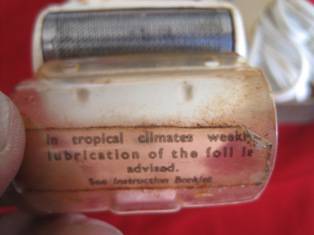 in tropical climates weekly
lubrication of the foil is
advised.
See Instruction Booklet